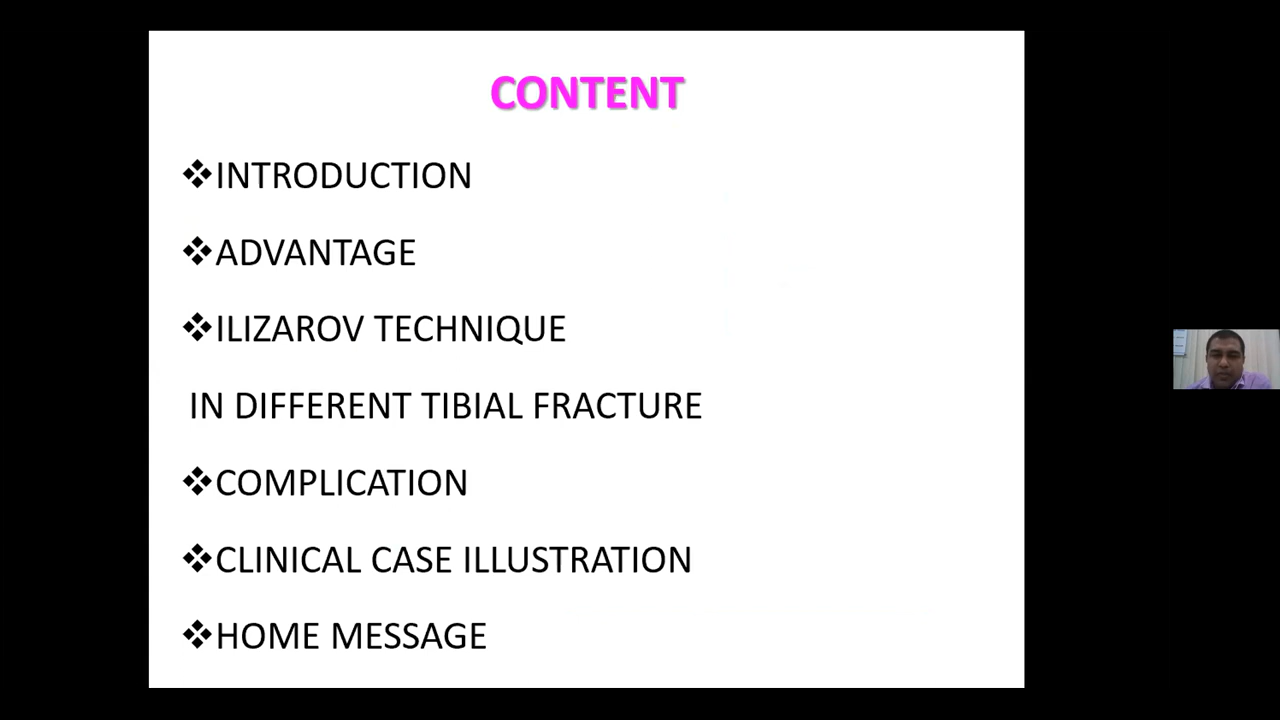 CONTENT
❖INTRODUCTION
❖ADVANTAGE
❖ILIZAROV TECHNIQUE
IN DIFFERENT TIBIAL FRACTURE
❖COMPLICATION
❖CLINICAL CASE ILLUSTRATION
❖HOME MESSAGE